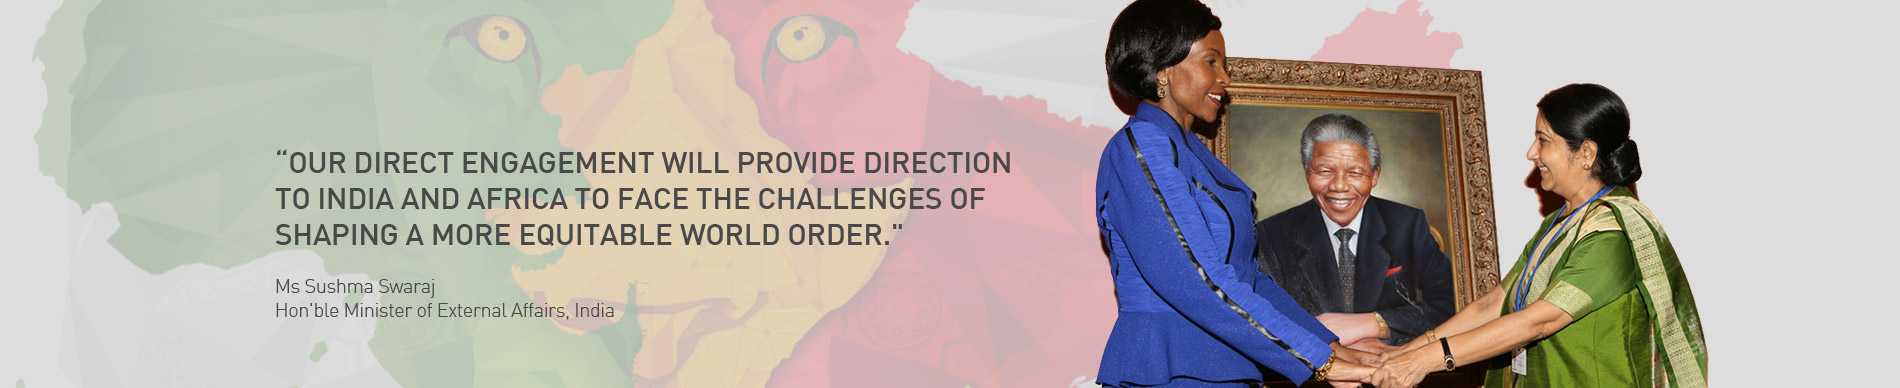 “OUR DIRECT ENGAGEMENT WILL PROVIDE DIRECTION
TO INDIA AND AFRICA TO FACE THE CHALLENGES OF
SHAPING A MORE EQUITABLE WORLD ORDER."
Ms Sushma Swaraj
Hon'ble Minister of External Affairs, India